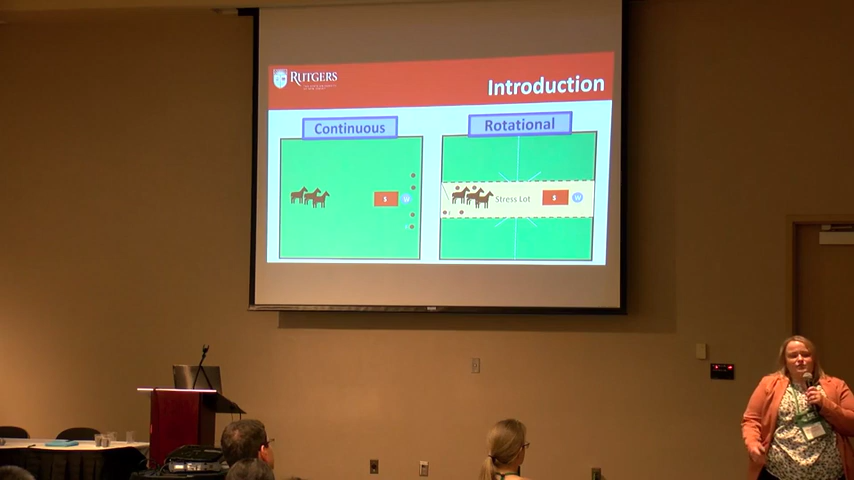 RUTGERS
Introduction
Continuous
Rotational
S
W
Stress Lot
S
W